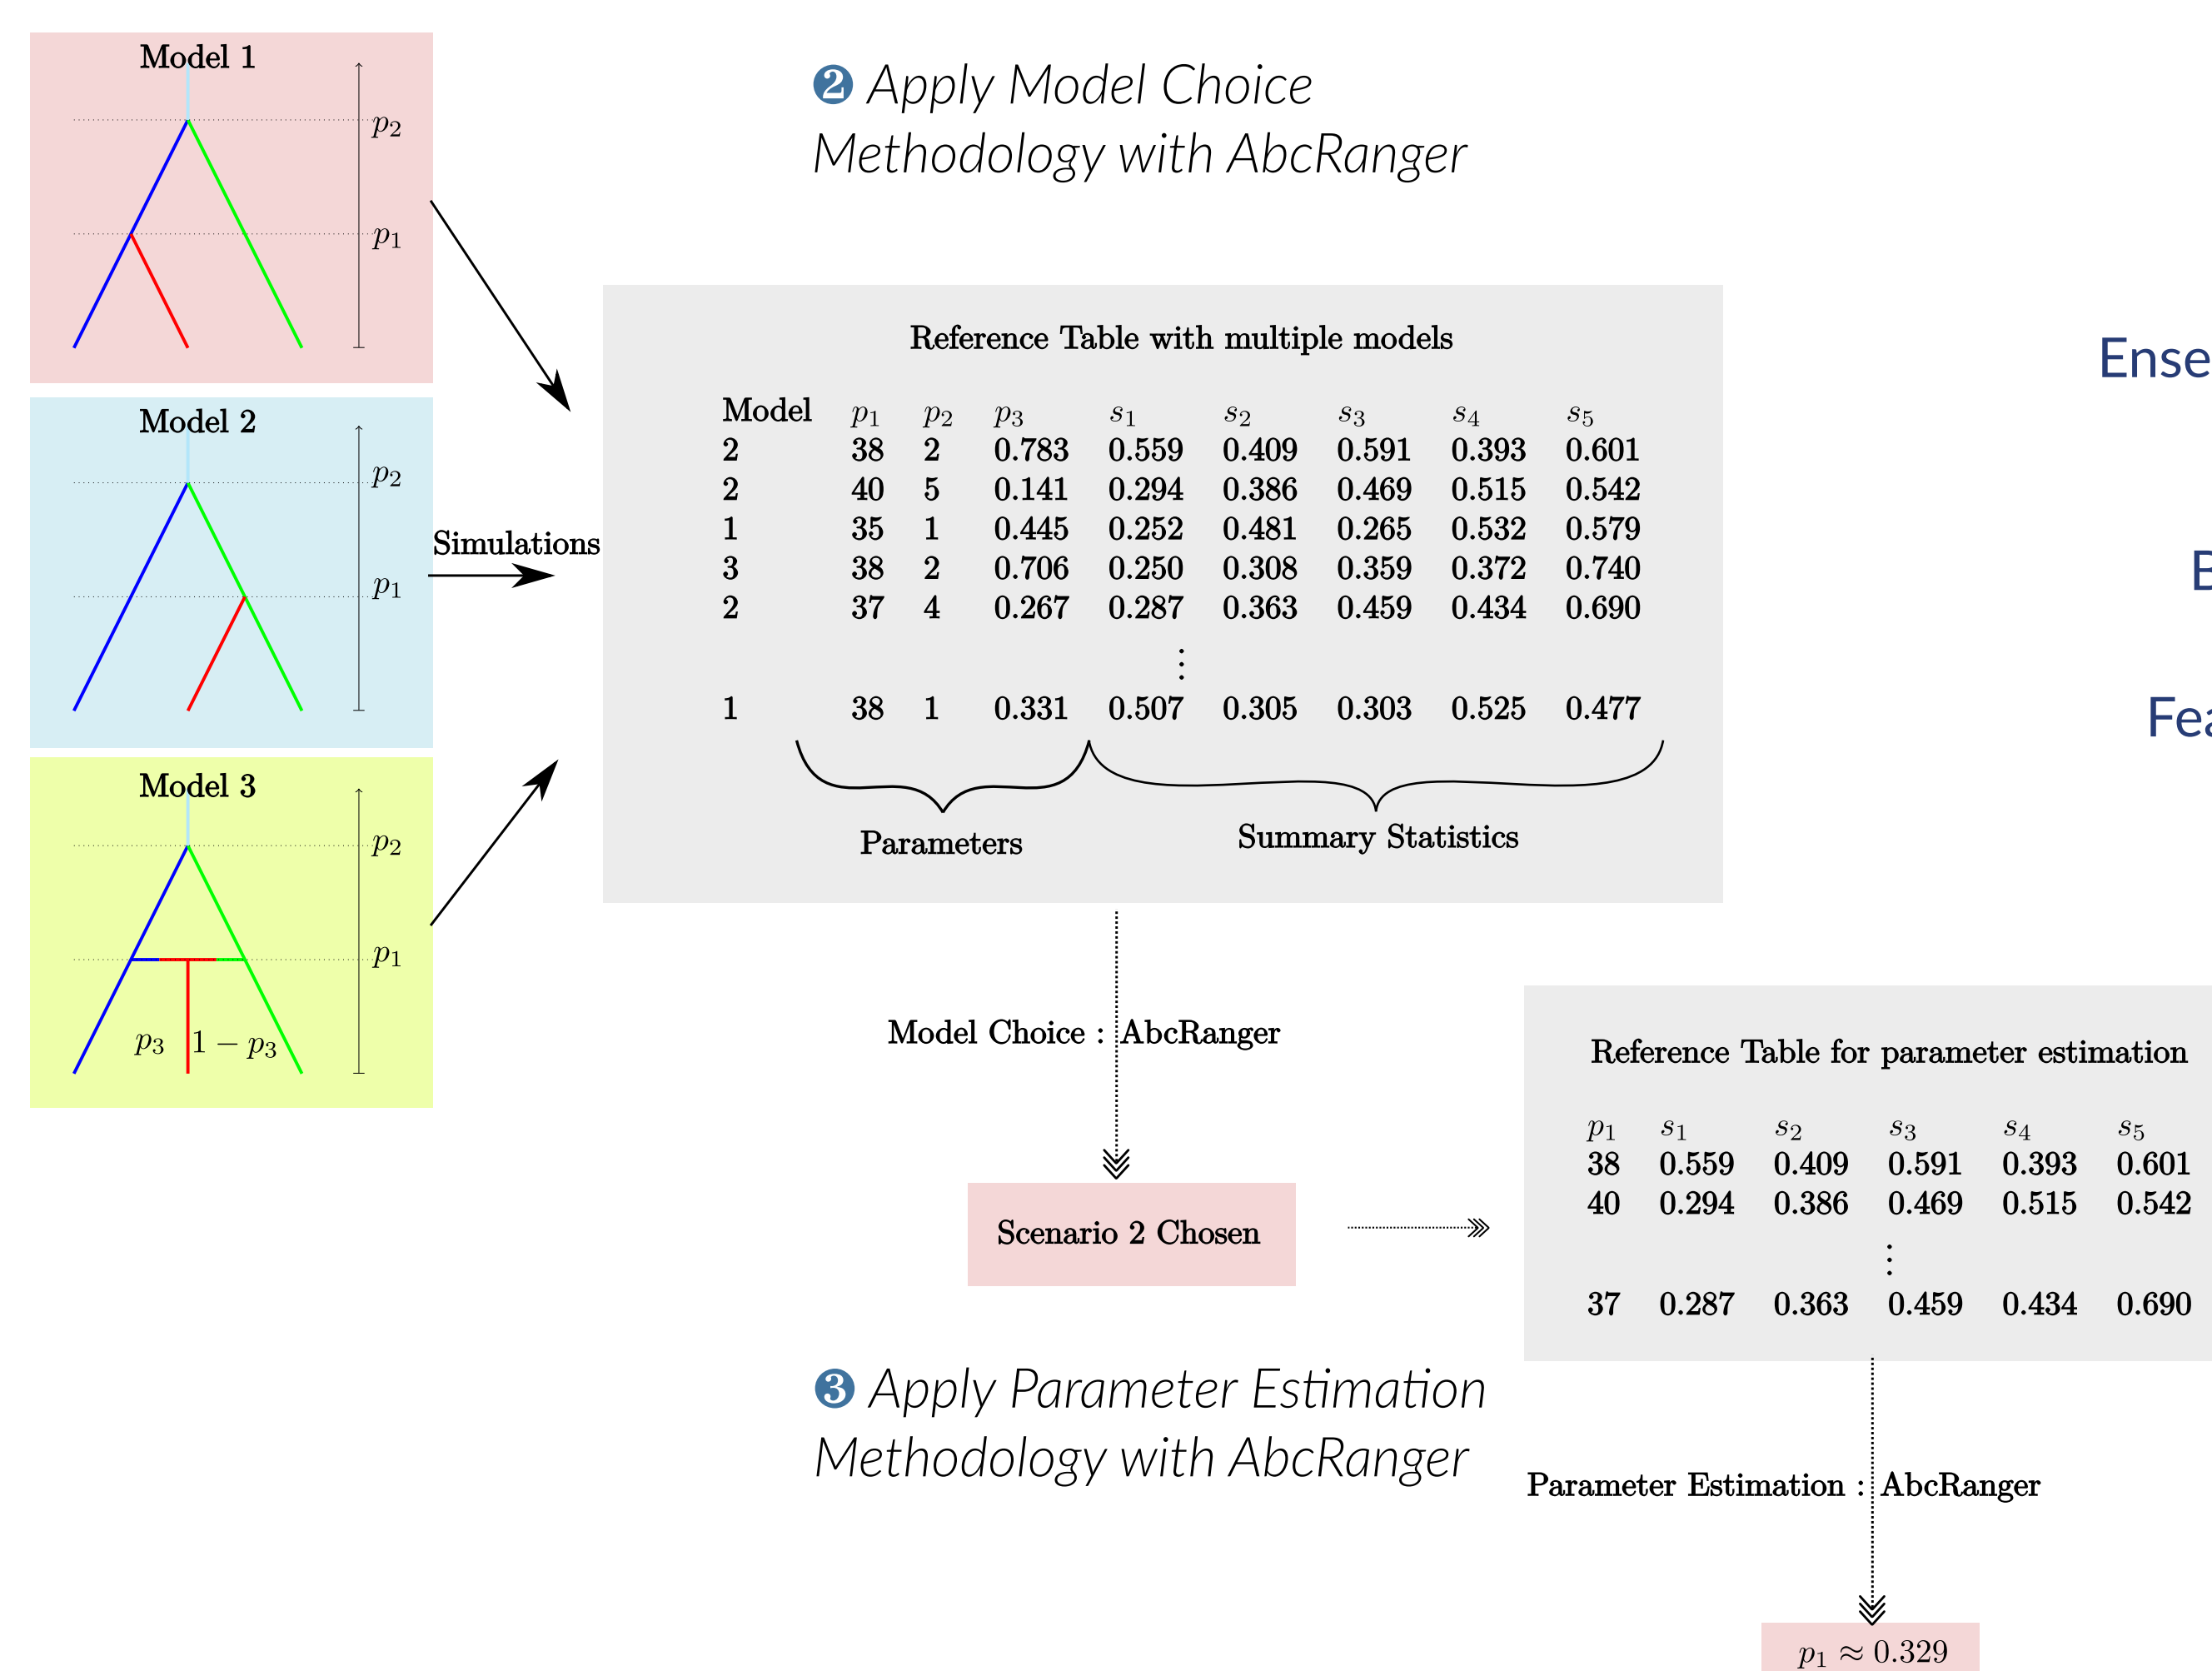 Model 1
p₂
p₁
Model 2
p₂
p₁
Model 3
p₂
p₁
p₃ 1 − p₃
Simulations
❷ Apply Model Choice
Methodology with AbcRanger
Reference Table with multiple models
Model p₁ p₂ p₃ s₁ s₂ s₃ s₄ s₅
2 38 2 0.783 0.559 0.409 0.591 0.393 0.601
2 40 5 0.141 0.294 0.386 0.469 0.515 0.542
1 35 1 0.445 0.252 0.481 0.265 0.532 0.579
3 38 2 0.706 0.250 0.308 0.359 0.372 0.740
2 37 4 0.267 0.287 0.363 0.459 0.434 0.690
⋮
1 38 1 0.331 0.507 0.305 0.303 0.525 0.477
Parameters
Summary Statistics
Model Choice : AbcRanger
Scenario 2 Chosen
Reference Table for parameter estimation
p₁ s₁ s₂ s₃ s₄ s₅
38 0.559 0.409 0.591 0.393 0.601
40 0.294 0.386 0.469 0.515 0.542
⋮
37 0.287 0.363 0.459 0.434 0.690
❸ Apply Parameter Estimation
Methodology with AbcRanger
Parameter Estimation : AbcRanger
p₁ ≈ 0.329
Ense
B
Fea